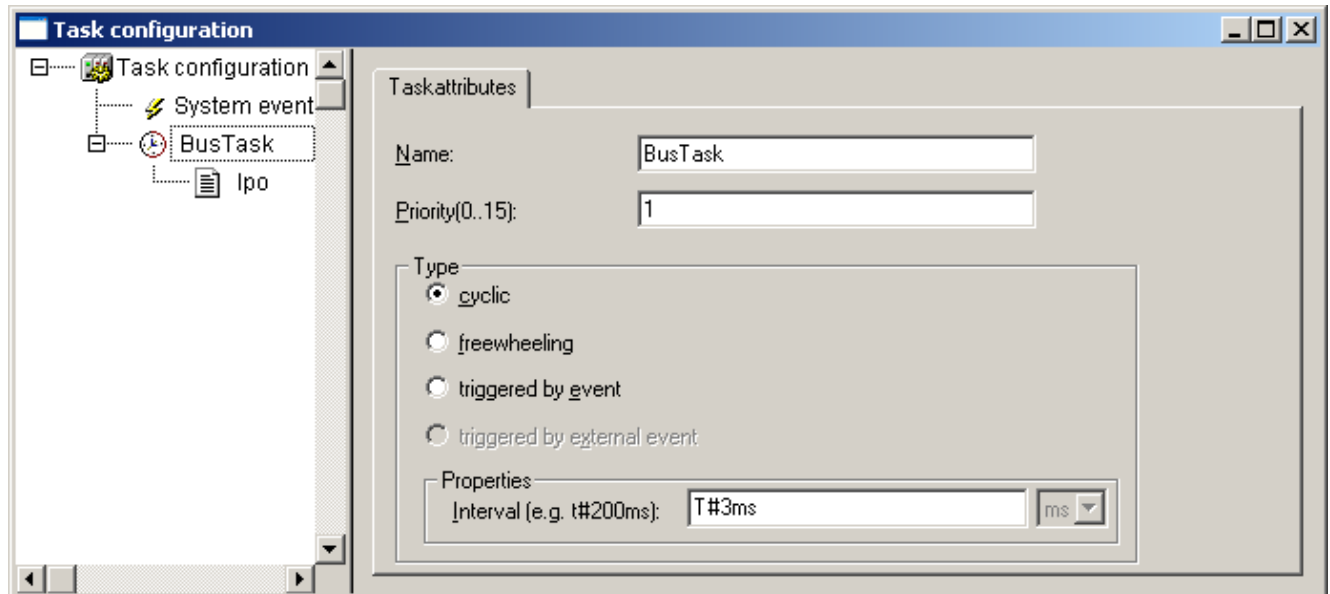 Task configuration
Task configuration
System event
BusTask
Ipo
Taskattributes
Name: BusTask
Priority(0..15): 1
Type
cyclic
freewheeling
triggered by event
triggered by external event
Properties
Interval (e.g. t#200ms): T#3ms ms